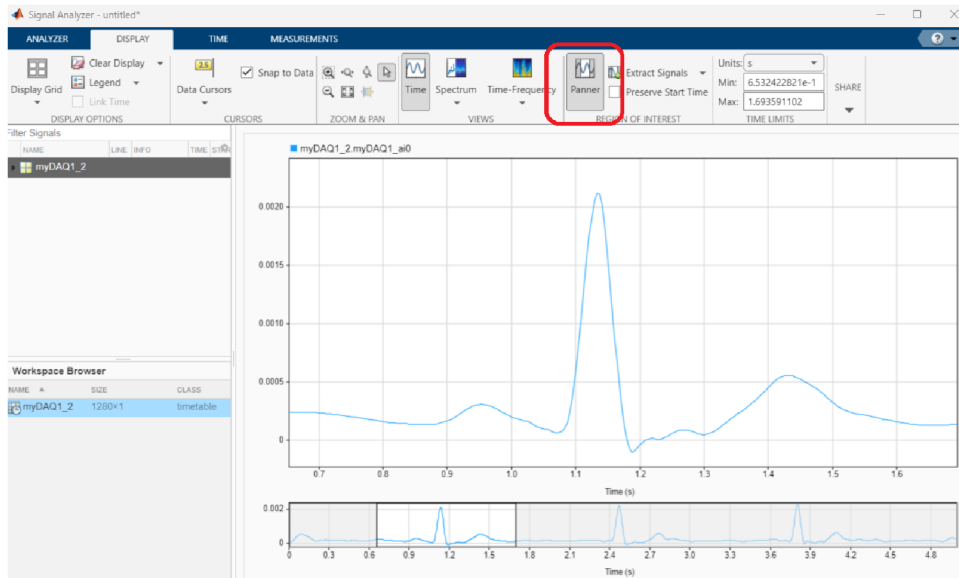 Signal Analyzer - untitled*
ANALYZER DISPLAY TIME MEASUREMENTS
Display Grid
Clear Display
Legend
Link Time
DISPLAY OPTIONS
2.5
Data Cursors
Snap to Data
CURSORS
ZOOM & PAN
Time
Spectrum
Time-Frequency
VIEWS
Panner
Extract Signals
Preserve Start Time
REGION OF INTEREST
Units: s
Min: 6.532422821e-1
Max: 1.693591102
TIME LIMITS
SHARE
?
Filter Signals
NAME LINE INFO TIME STAR
myDAQ1_2
Workspace Browser
NAME SIZE CLASS
myDAQ1_2 1280×1 timetable
myDAQ1_2.myDAQ1_ai0
0.0020
0.0015
0.0010
0.0005
0
0.7 0.8 0.9 1.0 1.1 1.2 1.3 1.4 1.5 1.6
Time (s)
0.002
0
0 0.3 0.6 0.9 1.2 1.5 1.8 2.1 2.4 2.7 3.0 3.3 3.6 3.9 4.2 4.5 4.8
Time (s)